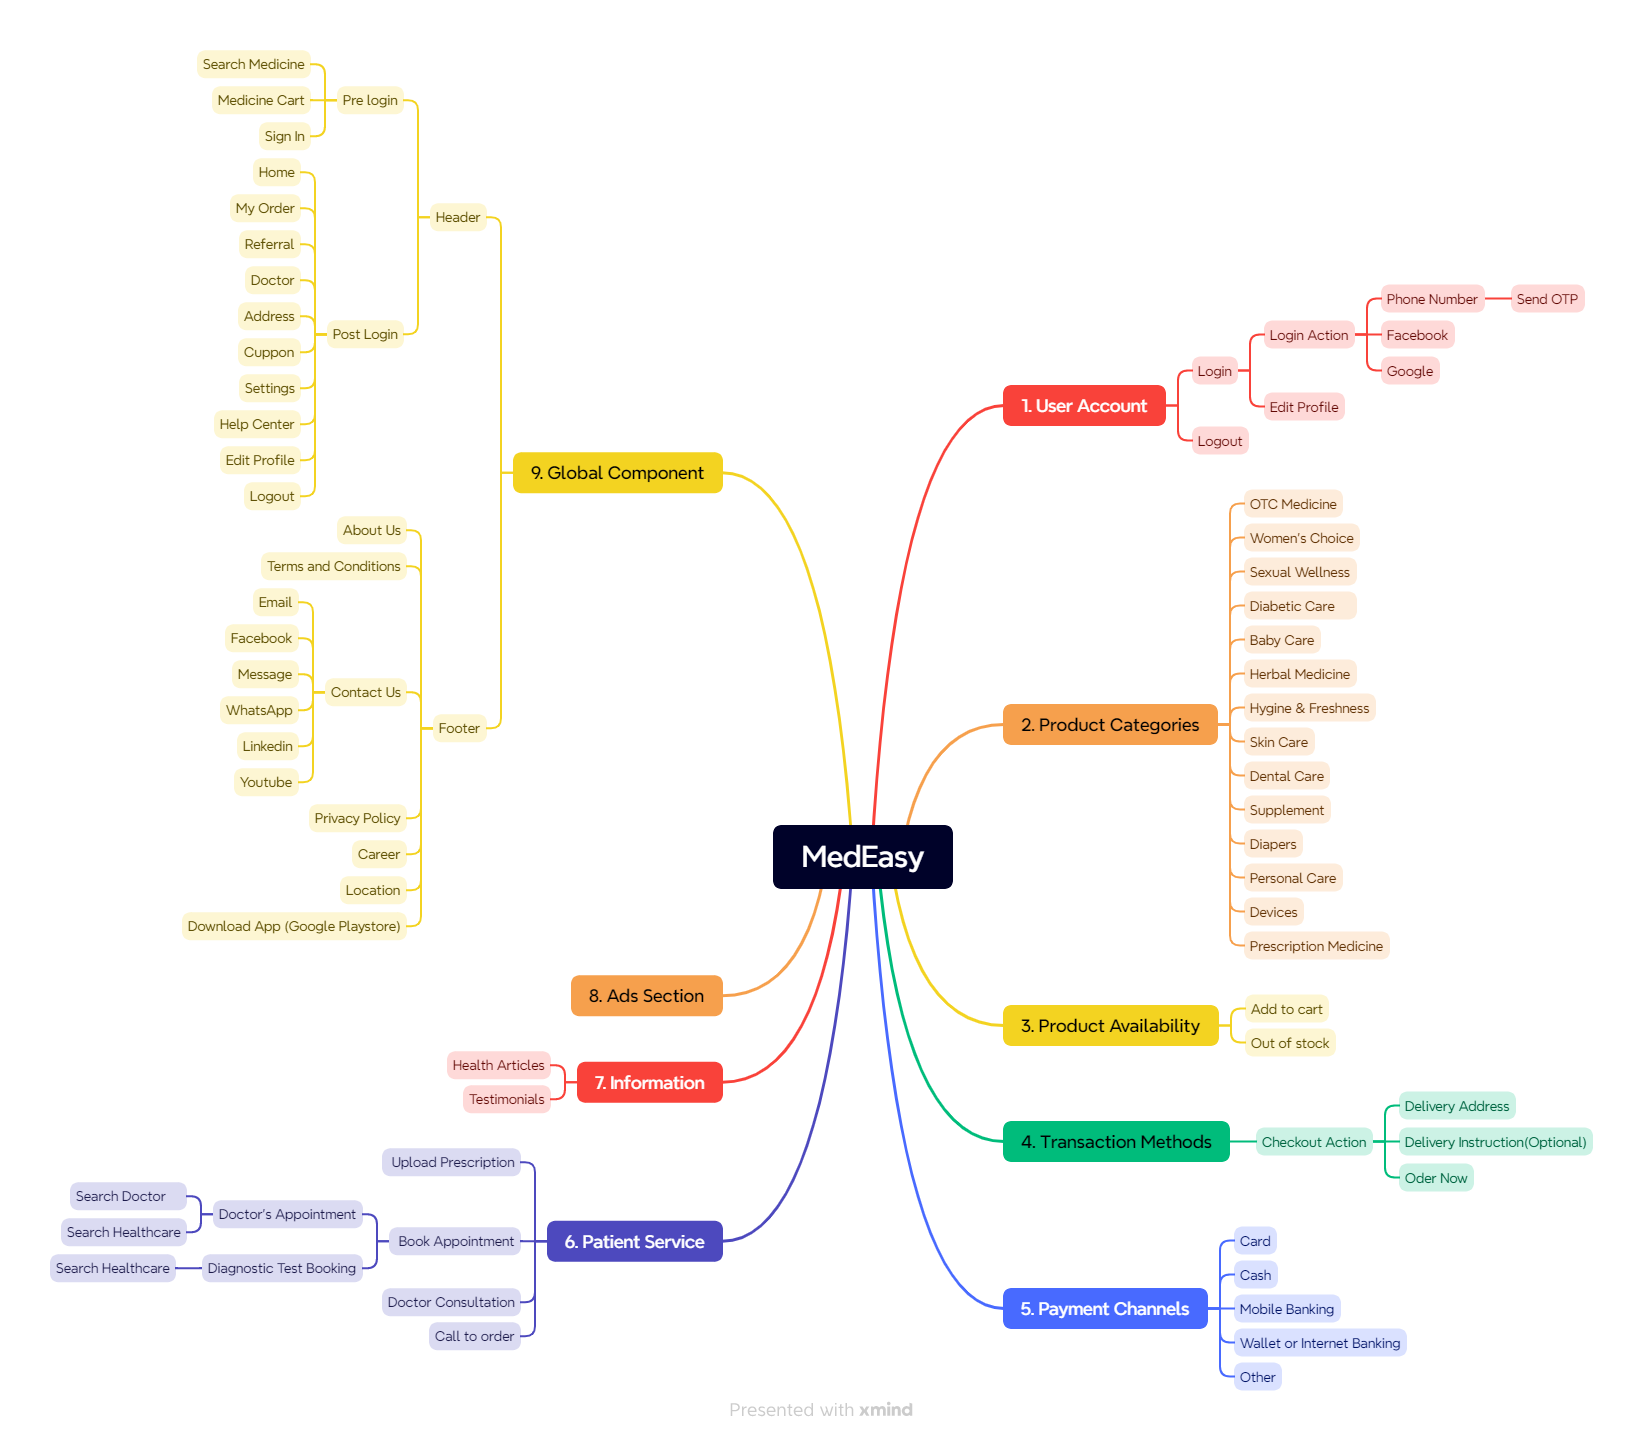 MedEasy
1. User Account
Login
Login Action
Phone Number
Send OTP
Facebook
Google
Edit Profile
Logout
2. Product Categories
OTC Medicine
Women's Choice
Sexual Wellness
Diabetic Care
Baby Care
Herbal Medicine
Hygine & Freshness
Skin Care
Dental Care
Supplement
Diapers
Personal Care
Devices
Prescription Medicine
3. Product Availability
Add to cart
Out of stock
4. Transaction Methods
Checkout Action
Delivery Address
Delivery Instruction(Optional)
Oder Now
5. Payment Channels
Card
Cash
Mobile Banking
Wallet or Internet Banking
Other
6. Patient Service
Upload Prescription
Book Appointment
Doctor's Appointment
Search Doctor
Search Healthcare
Diagnostic Test Booking
Search Healthcare
Doctor Consultation
Call to order
7. Information
Health Articles
Testimonials
8. Ads Section
9. Global Component
Header
Pre login
Search Medicine
Medicine Cart
Sign In
Post Login
Home
My Order
Referral
Doctor
Address
Cuppon
Settings
Help Center
Edit Profile
Logout
Footer
About Us
Terms and Conditions
Contact Us
Email
Facebook
Message
WhatsApp
Linkedin
Youtube
Privacy Policy
Career
Location
Download App (Google Playstore)
Presented with xmind